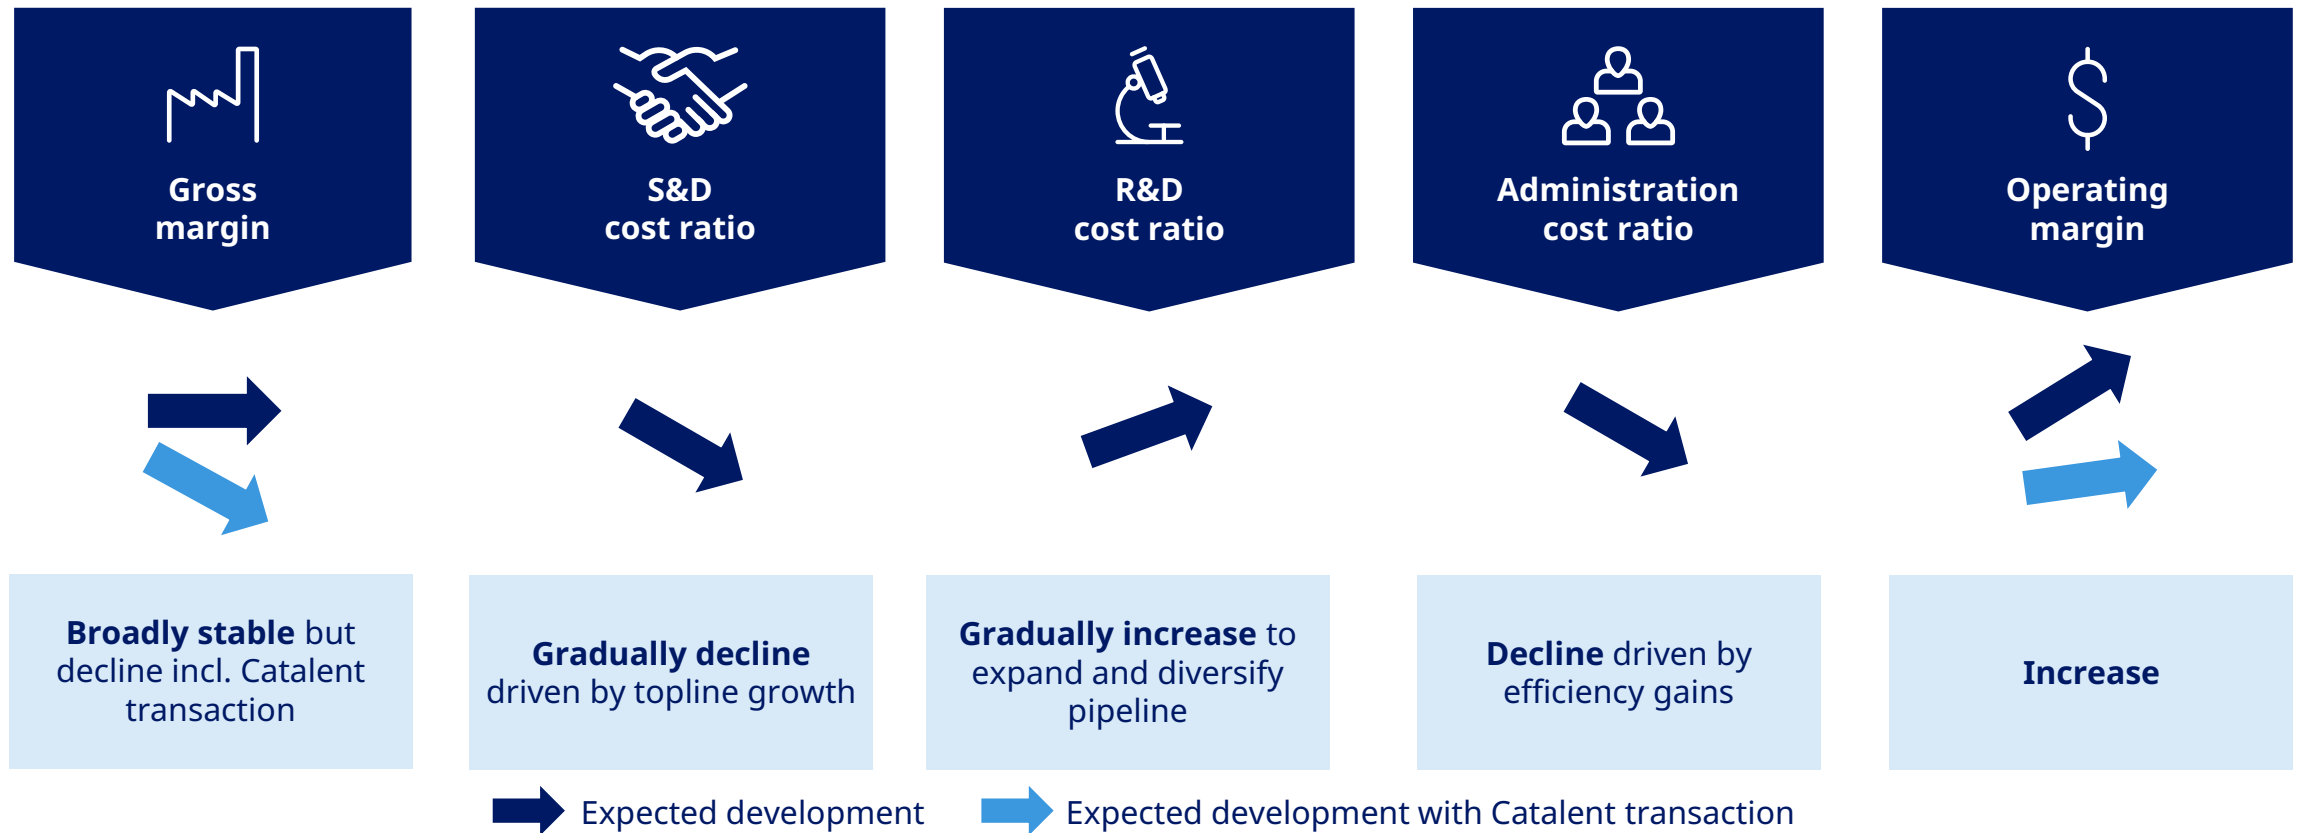 Gross
margin
S&D
cost ratio
R&D
cost ratio
Administration
cost ratio
Operating
margin
Broadly stable but
decline incl. Catalent
transaction
Gradually decline
driven by topline growth
Gradually increase to
expand and diversify
pipeline
Decline driven by
efficiency gains
Increase
Expected development
Expected development with Catalent transaction